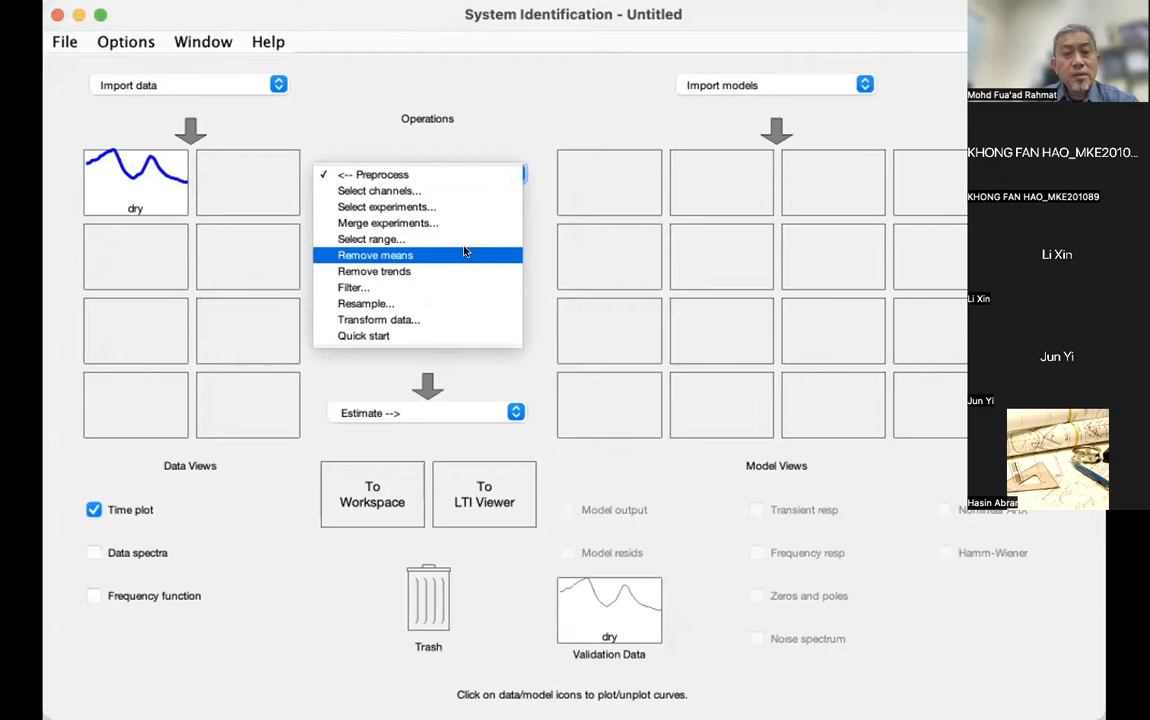 System Identification - Untitled
File Options Window Help
Import data
Import models
Operations
dry
✓ <-- Preprocess
Select channels...
Select experiments...
Merge experiments...
Select range...
Remove means
Remove trends
Filter...
Resample...
Transform data...
Quick start
Estimate -->
Data Views
To
Workspace
To
LTI Viewer
Model Views
Time plot
Data spectra
Frequency function
Model output
Model resids
Transient resp
Frequency resp
Zeros and poles
Noise spectrum
Hamm-Wiener
Trash
dry
Validation Data
Click on data/model icons to plot/unplot curves.
Mohd Fua'ad Rahmat
KHONG FAN HAO_MKE2010...
KHONG FAN HAO_MKE201089
Li Xin
Li Xin
Jun Yi
Jun Yi
Hasin Abrar